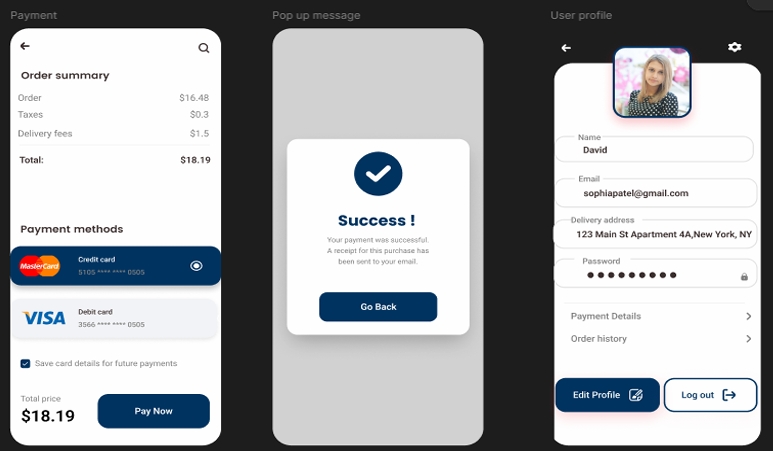 Payment
Order summary
Order $16.48
Taxes $0.3
Delivery fees $1.5
Total: $18.19
Payment methods
MasterCard
Credit card
5105 **** **** 0505
VISA
Debit card
3566 **** **** 0505
Save card details for future payments
Total price
$18.19
Pay Now
Pop up message
Success !
Your payment was successful.
A receipt for this purchase has
been sent to your email.
Go Back
User profile
Name
David
Email
sophiapatel@gmail.com
Delivery address
123 Main St Apartment 4A,New York, NY
Password
Payment Details
Order history
Edit Profile
Log out